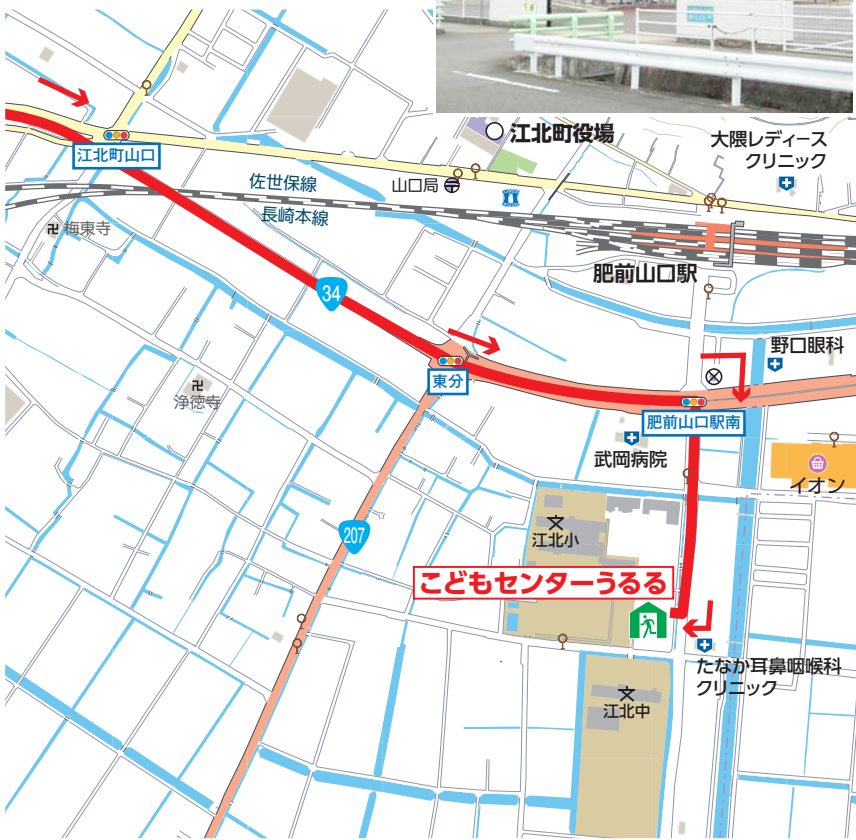 江北町役場
大隈レディース
クリニック
江北町山口
佐世保線
山口局
長崎本線
梅東寺
肥前山口駅
34
野口眼科
東分
浄徳寺
肥前山口駅南
武岡病院
イオン
207
江北小
こどもセンターうるる
たなか耳鼻咽喉科
クリニック
江北中